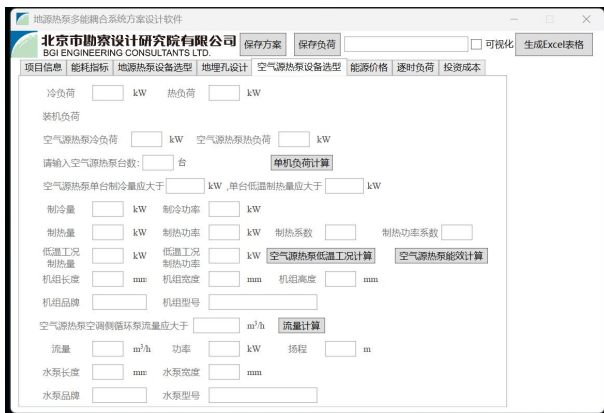 地源热泵多能耦合系统方案设计软件
北京市勘察设计研究院有限公司 保存方案 保存负荷 可视化 生成Excel表格
BGI ENGINEERING CONSULTANTS LTD.
项目信息 能耗指标 地源热泵设备选型 地埋孔设计 空气源热泵设备选型 能源价格 逐时负荷 投资成本
冷负荷 kW 热负荷 kW
装机负荷
空气源热泵冷负荷 kW 空气源热泵热负荷 kW
请输入空气源热泵台数: 台 单机负荷计算
空气源热泵单台制冷量应大于 kW ,单台低温制热量应大于 kW
制冷量 kW 制冷功率 kW
制热量 kW 制热功率 kW 制热系数 制热功率系数
低温工况制热量 kW 低温工况制热功率 kW 空气源热泵低温工况计算 空气源热泵能效计算
机组长度 mm 机组宽度 mm 机组高度 mm
机组品牌 机组型号
空气源热泵空调侧循环泵流量应大于 m³/h 流量计算
流量 m³/h 功率 kW 扬程 m
水泵长度 mm 水泵宽度 mm
水泵品牌 水泵型号